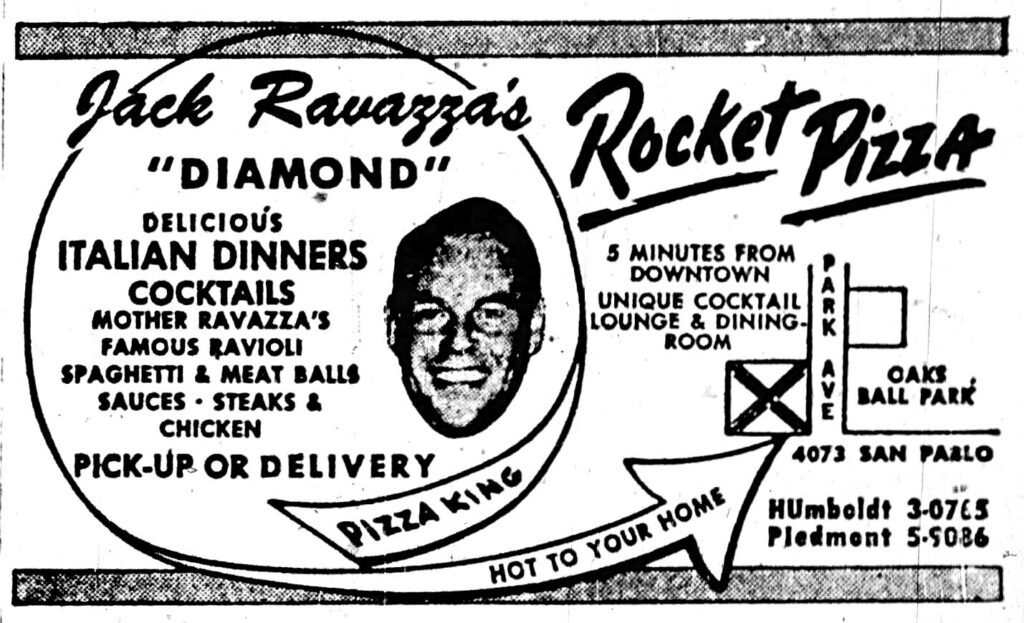 Jack Ravazza's
"DIAMOND"
DELICIOUS
ITALIAN DINNERS
COCKTAILS
MOTHER RAVAZZA'S
FAMOUS RAVIOLI
SPAGHETTI & MEAT BALLS
SAUCES · STEAKS &
CHICKEN
PICK-UP OR DELIVERY
PIZZA KING
HOT TO YOUR HOME
Rocket Pizza
5 MINUTES FROM
DOWNTOWN
UNIQUE COCKTAIL
LOUNGE & DINING-
ROOM
PARK AVE
OAKS
BALL PARK
4073 SAN PABLO
HUmboldt 3-0765
Piedmont 5-9086